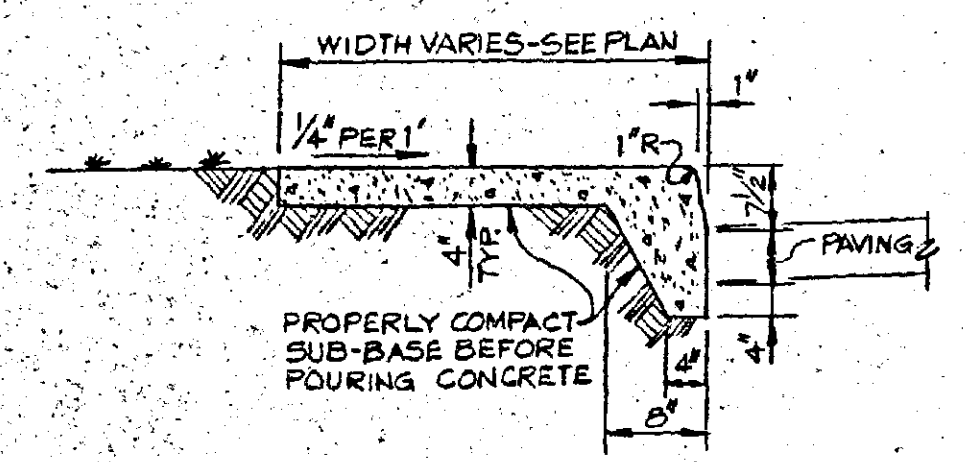 WIDTH VARIES-SEE PLAN
1"
1/4" PER 1'
1"R
7 1/2"
PAVING
4"
TYP.
PROPERLY COMPACT
SUB-BASE BEFORE
POURING CONCRETE
4"
4"
8"